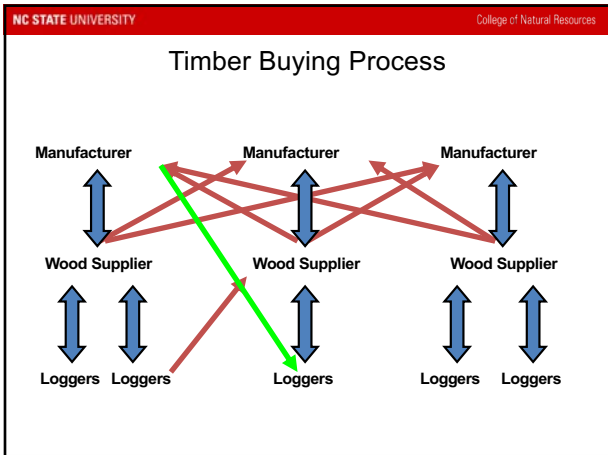 NC STATE UNIVERSITY College of Natural Resources
Timber Buying Process
Manufacturer Manufacturer Manufacturer
Wood Supplier Wood Supplier Wood Supplier
Loggers Loggers Loggers Loggers Loggers